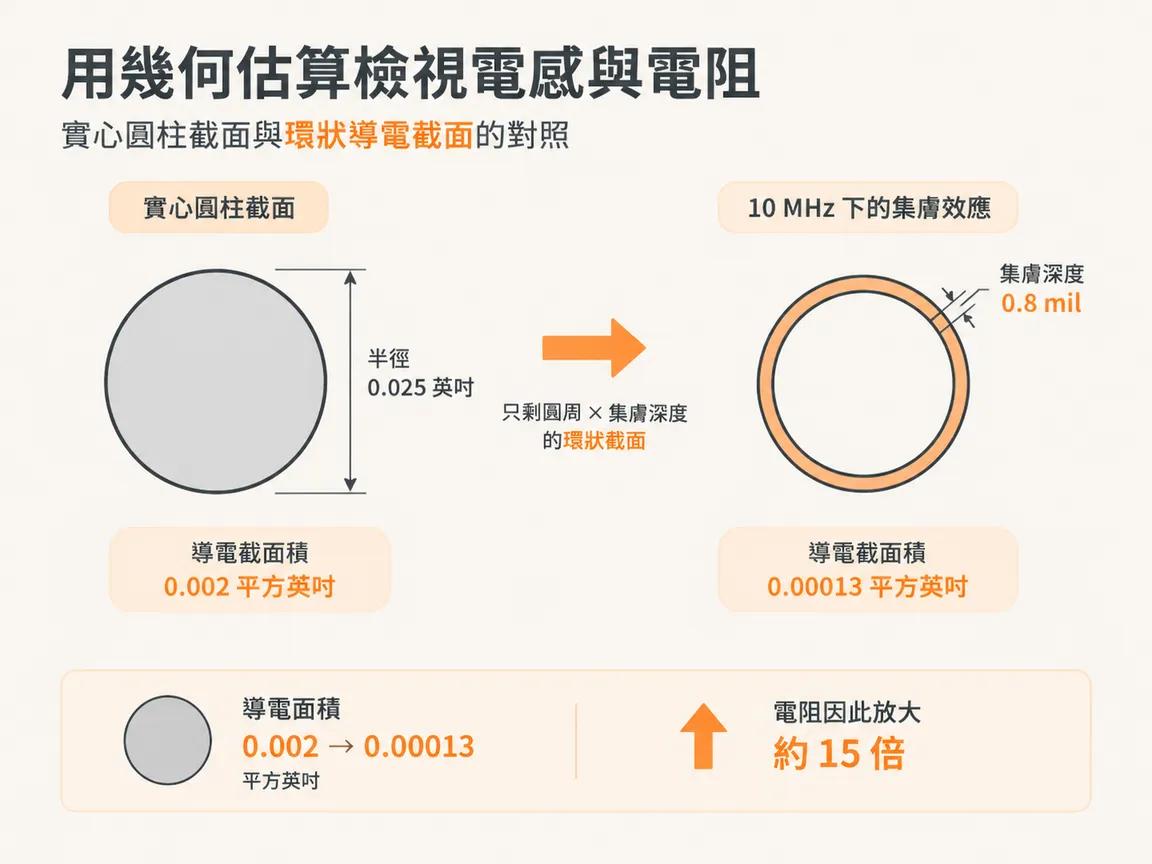 用幾何估算檢視電感與電阻
實心圓柱截面與環狀導電截面的對照
實心圓柱截面
10 MHz 下的集膚效應
集膚深度
0.8 mil
半徑
0.025 英吋
只剩圓周 × 集膚深度
的環狀截面
導電截面積
0.002 平方英吋
導電截面積
0.00013 平方英吋
導電面積
0.002 → 0.00013
平方英吋
電阻因此放大
約 15 倍